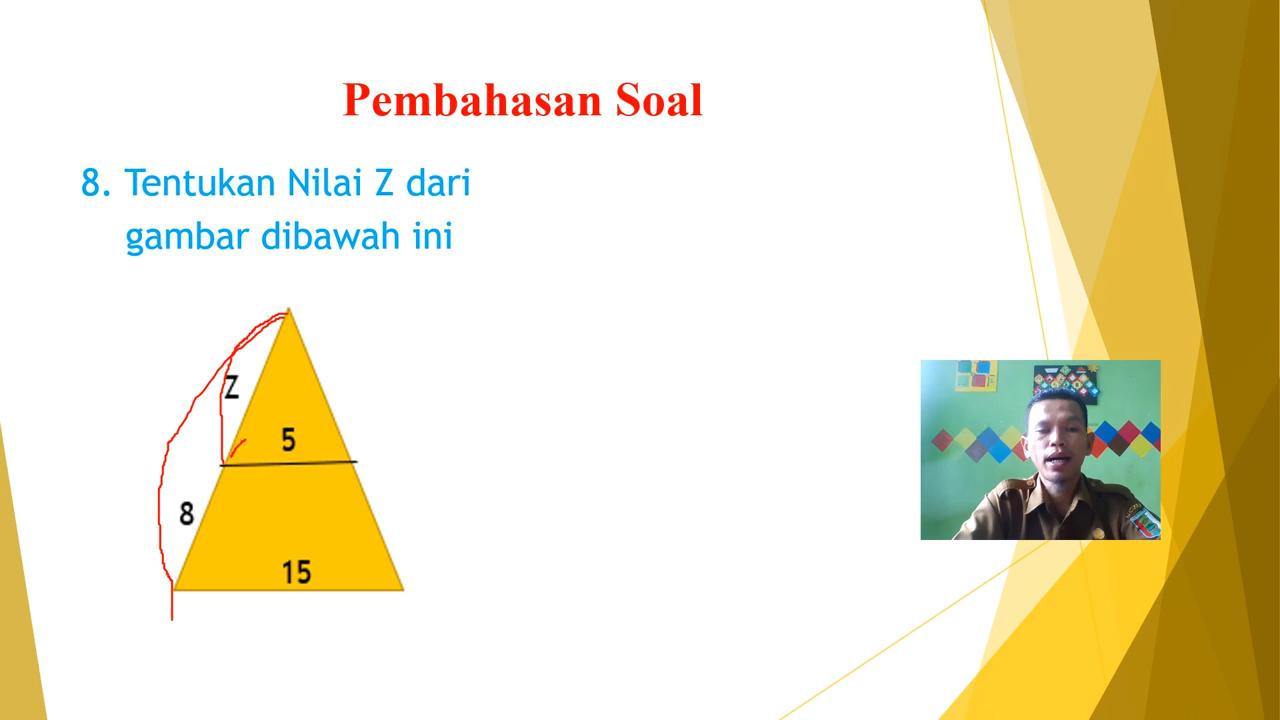 Pembahasan Soal
8. Tentukan Nilai Z dari
gambar dibawah ini
Z
5
8
15